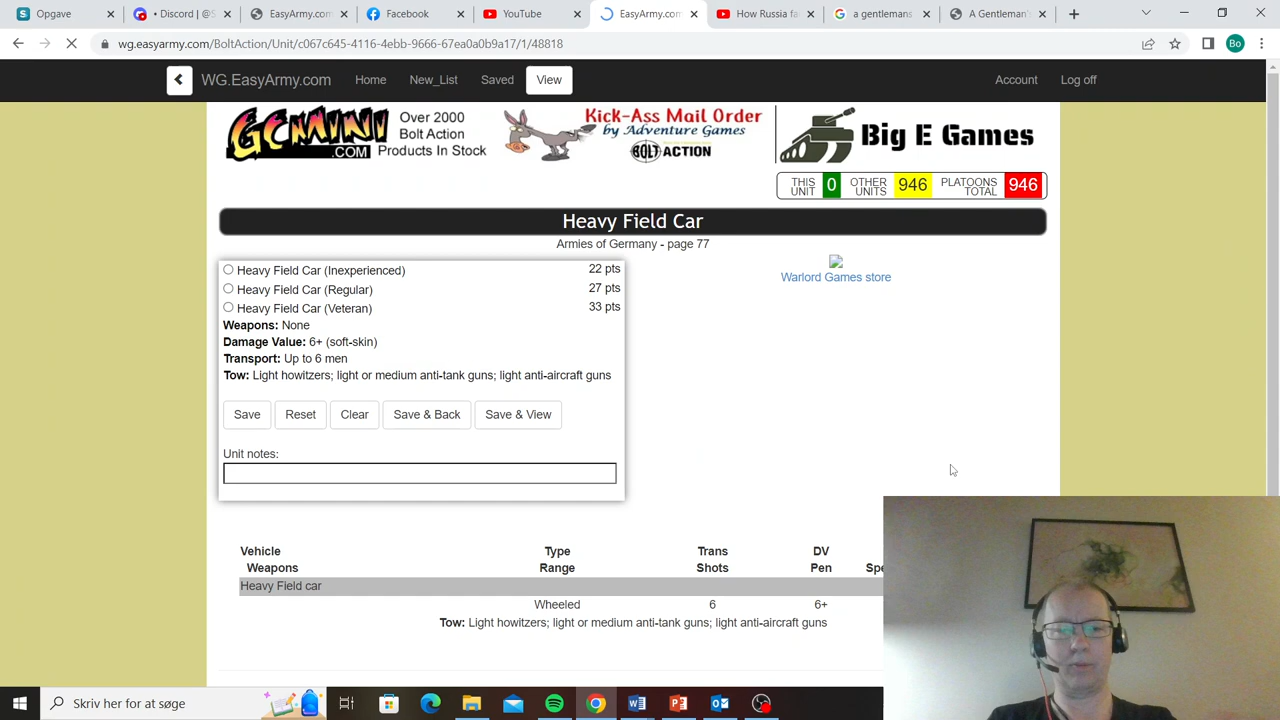 Opgave
• Discord | @S
EasyArmy.com
Facebook
YouTube
EasyArmy.com
How Russia fa
a gentlemans
A Gentleman's
wg.easyarmy.com/BoltAction/Unit/c067c645-4116-4ebb-9666-67ea0a0b9a17/1/48818
Bo
WG.EasyArmy.com Home New_List Saved View Account Log off
GCMINI
.COM
Over 2000
Bolt Action
Products In Stock
Kick-Ass Mail Order
by Adventure Games
BOLT ACTION
Big E Games
THIS UNIT 0 OTHER UNITS 946 PLATOONS TOTAL 946
Heavy Field Car
Armies of Germany - page 77
Heavy Field Car (Inexperienced) 22 pts
Heavy Field Car (Regular) 27 pts
Heavy Field Car (Veteran) 33 pts
Weapons: None
Damage Value: 6+ (soft-skin)
Transport: Up to 6 men
Tow: Light howitzers; light or medium anti-tank guns; light anti-aircraft guns
Warlord Games store
Save Reset Clear Save & Back Save & View
Unit notes:
Vehicle Type Trans DV
Weapons Range Shots Pen Spe
Heavy Field car
Wheeled 6 6+
Tow: Light howitzers; light or medium anti-tank guns; light anti-aircraft guns
Skriv her for at søge